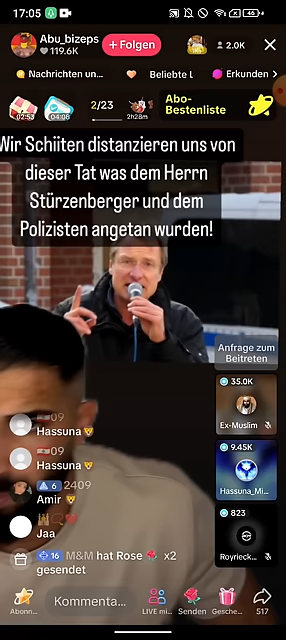 17:05
46
Abu_bizeps
119.6K
+ Folgen
2.0K
Nachrichten un...
Beliebte L
Erkunden
02:53
04:08
2/23
2h28m
Abo-
Bestenliste
Wir Schiiten distanzieren uns von
dieser Tat was dem Herrn
Stürzenberger und dem
Polizisten angetan wurden!
Anfrage zum
Beitreten
35.0K
Ex-Muslim
09
Hassuna
09
Hassuna
9.45K
Hassuna_Mi...
6 2409
Amir
Jaa
823
Royrieck...
16 M&M hat Rose x2
gesendet
Abonn...
Kommenta...
LIVE mi...
Senden
Gesche...
517